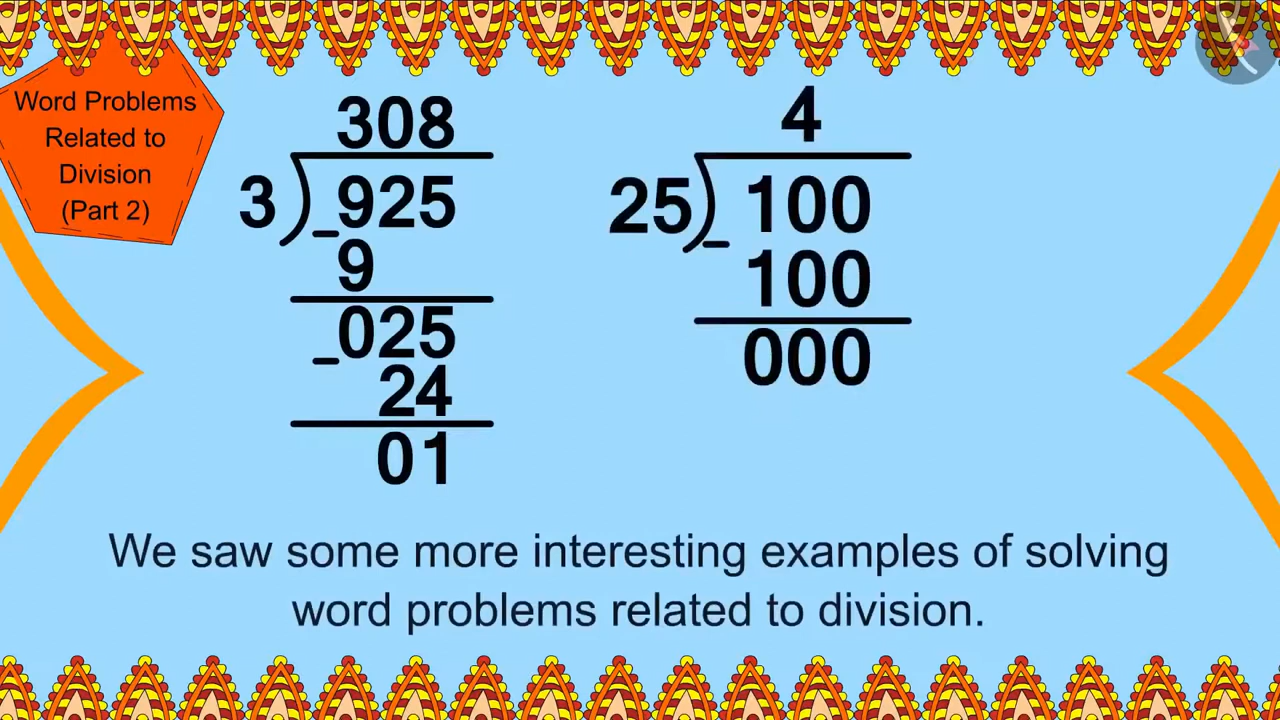 Word Problems
Related to
Division
(Part 2)
308
3) 925
- 9
025
- 24
01
4
25) 100
- 100
000
We saw some more interesting examples of solving
word problems related to division.